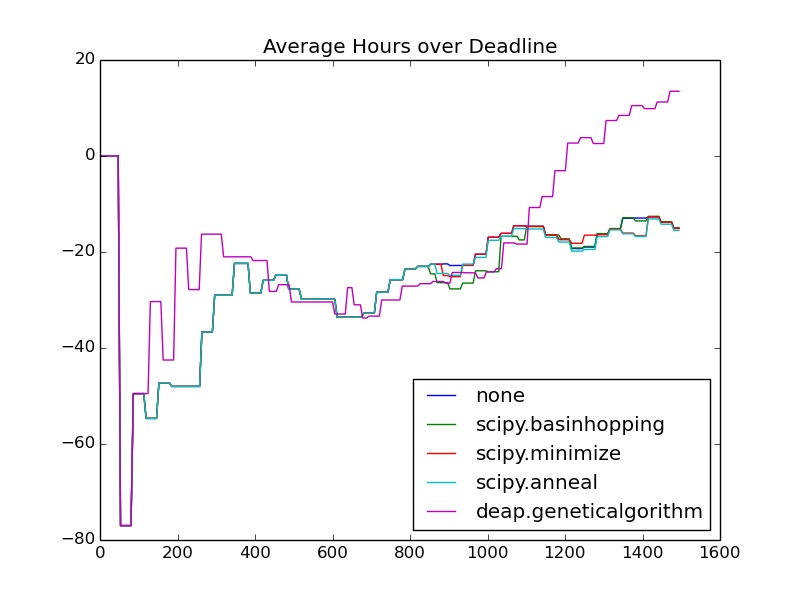 Average Hours over Deadline
20
0
−20
−40
−60
−80
0 200 400 600 800 1000 1200 1400 1600
none
scipy.basinhopping
scipy.minimize
scipy.anneal
deap.geneticalgorithm